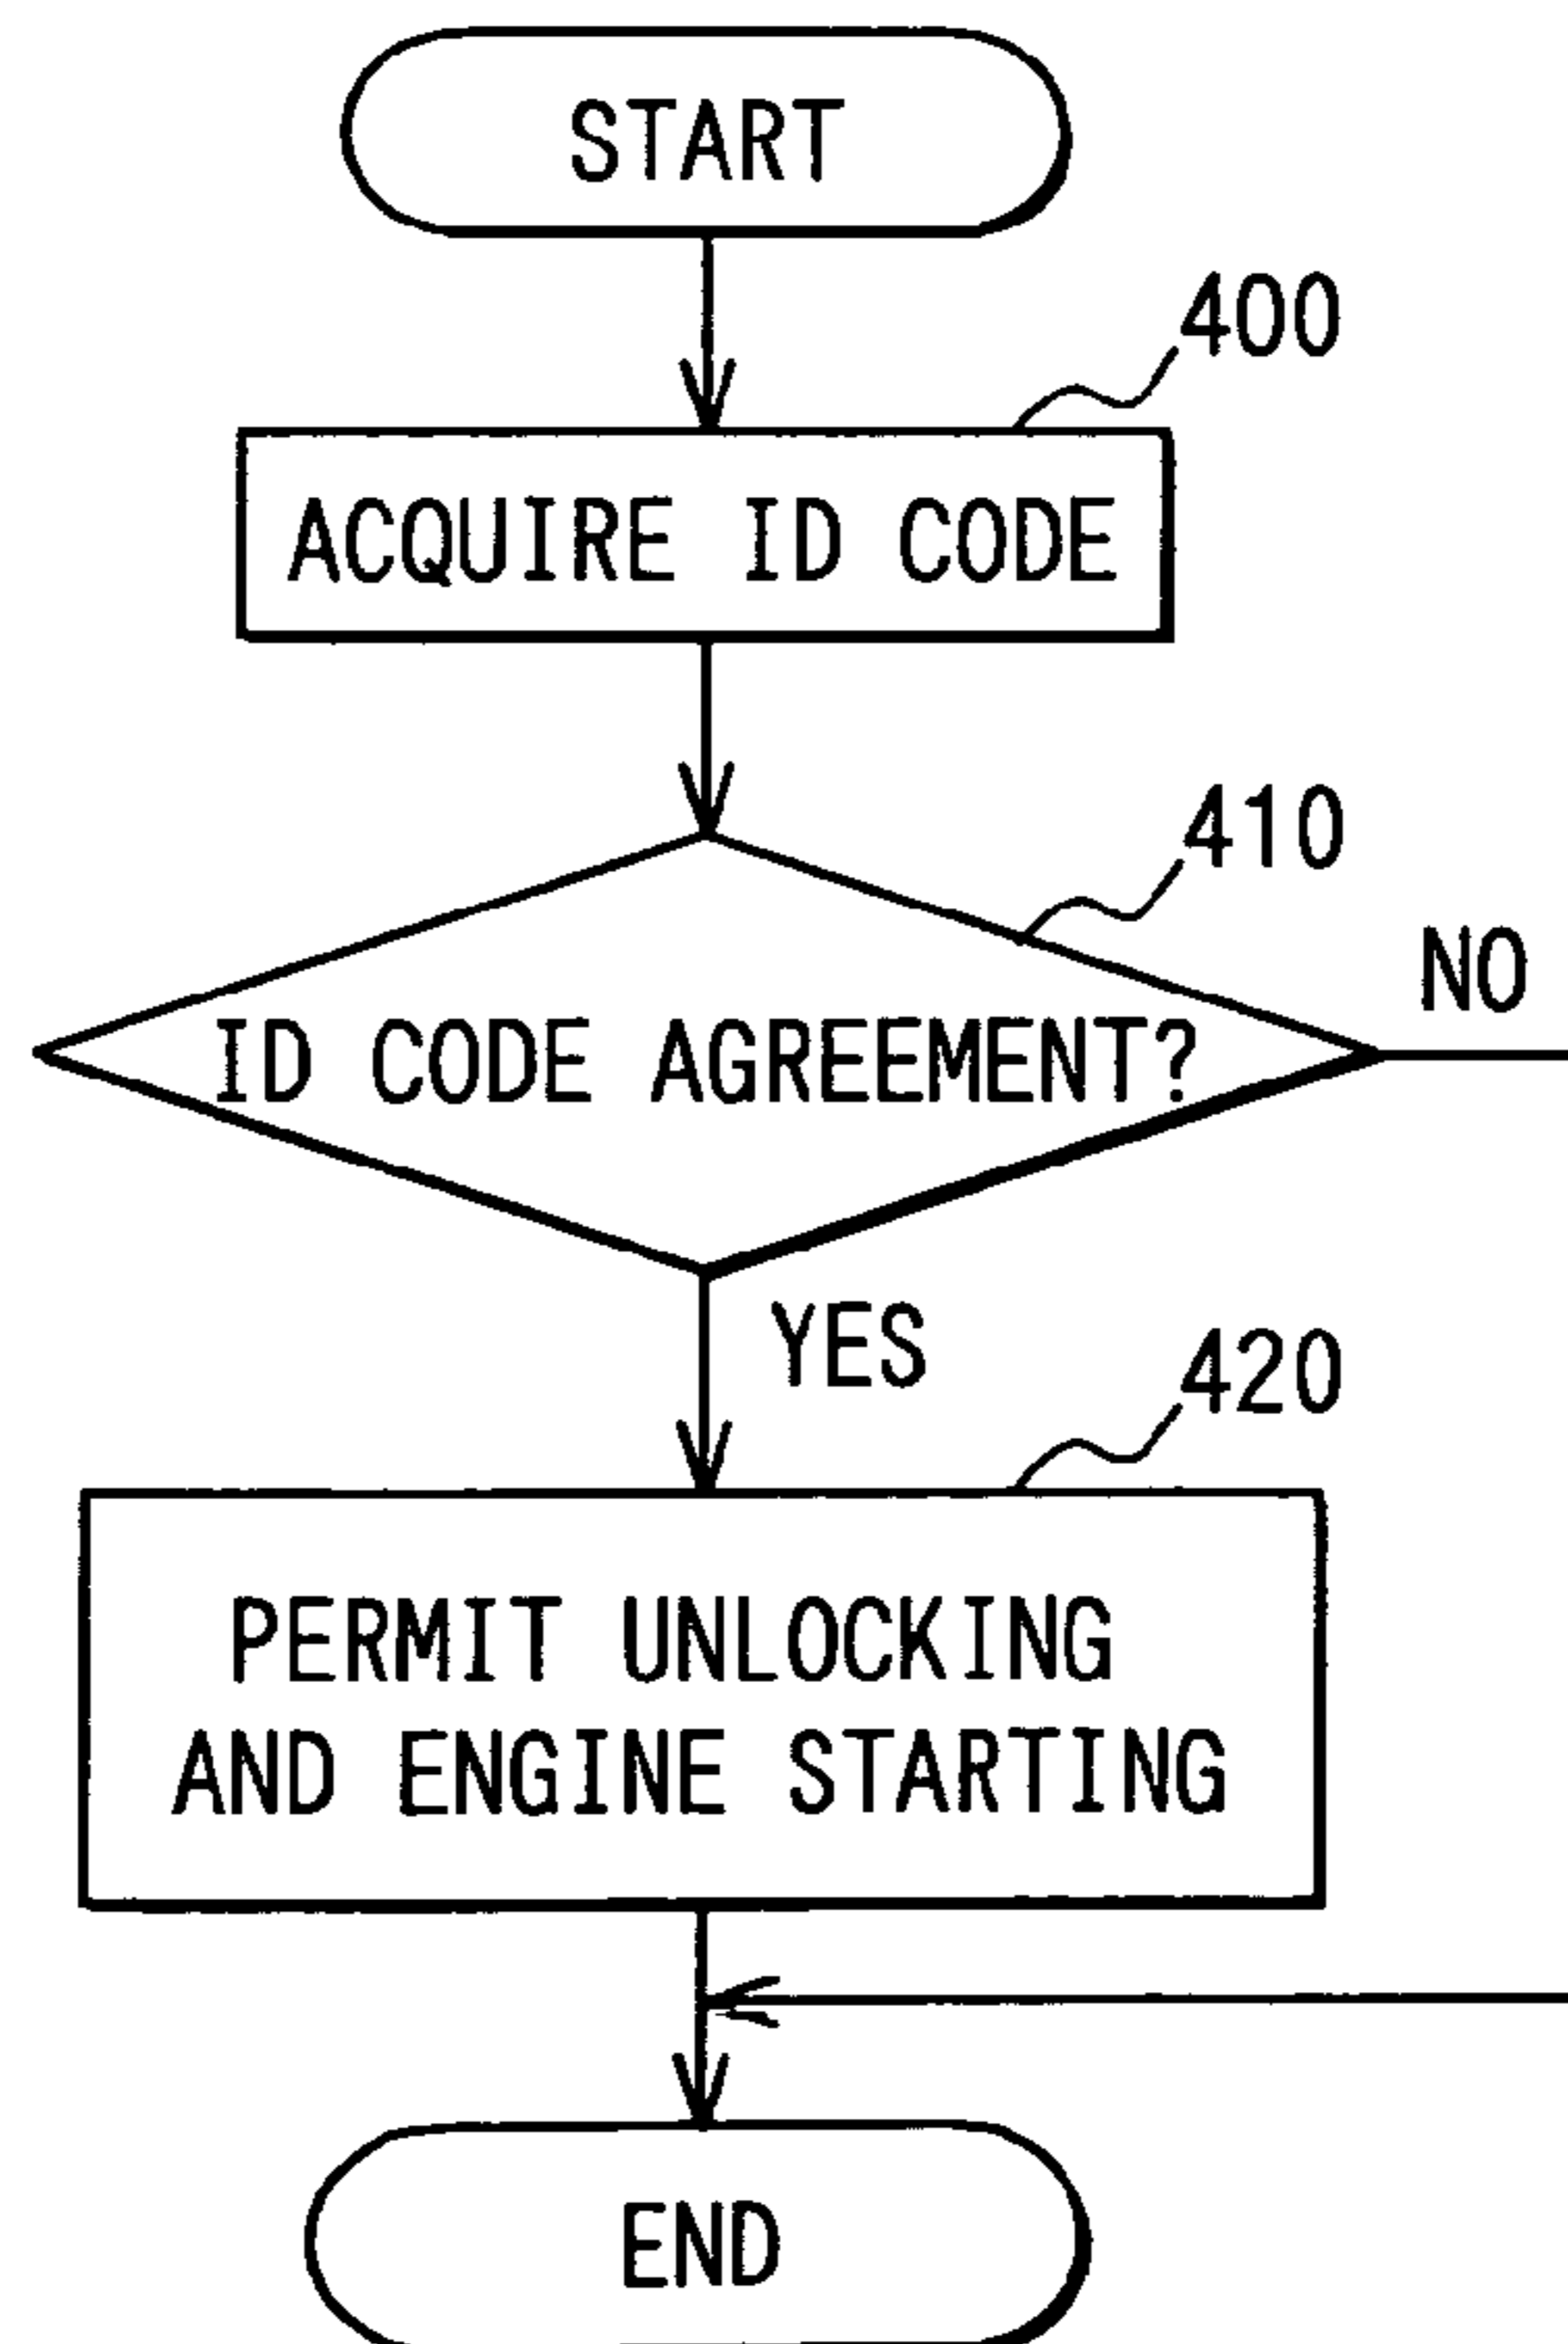 START
400
ACQUIRE ID CODE
410
NO
ID CODE AGREEMENT?
YES
420
PERMIT UNLOCKING
AND ENGINE STARTING
END